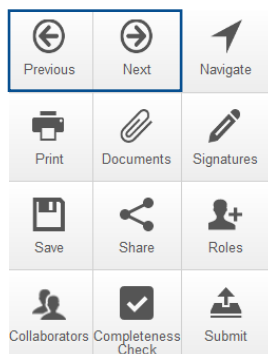 Previous Next Navigate
Print Documents Signatures
Save Share Roles
Collaborators Completeness Submit
Check